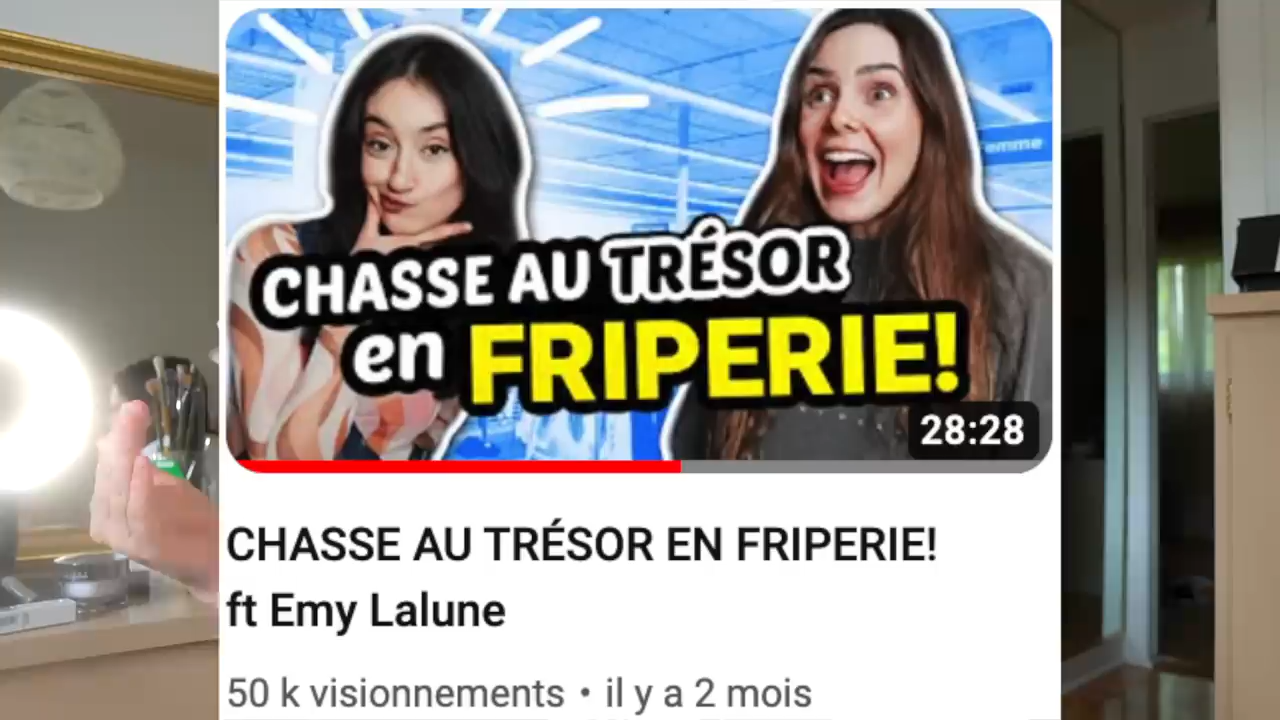 emme
CHASSE AU TRÉSOR
en FRIPERIE!
28:28
CHASSE AU TRÉSOR EN FRIPERIE!
ft Emy Lalune
50 k visionnements • il y a 2 mois